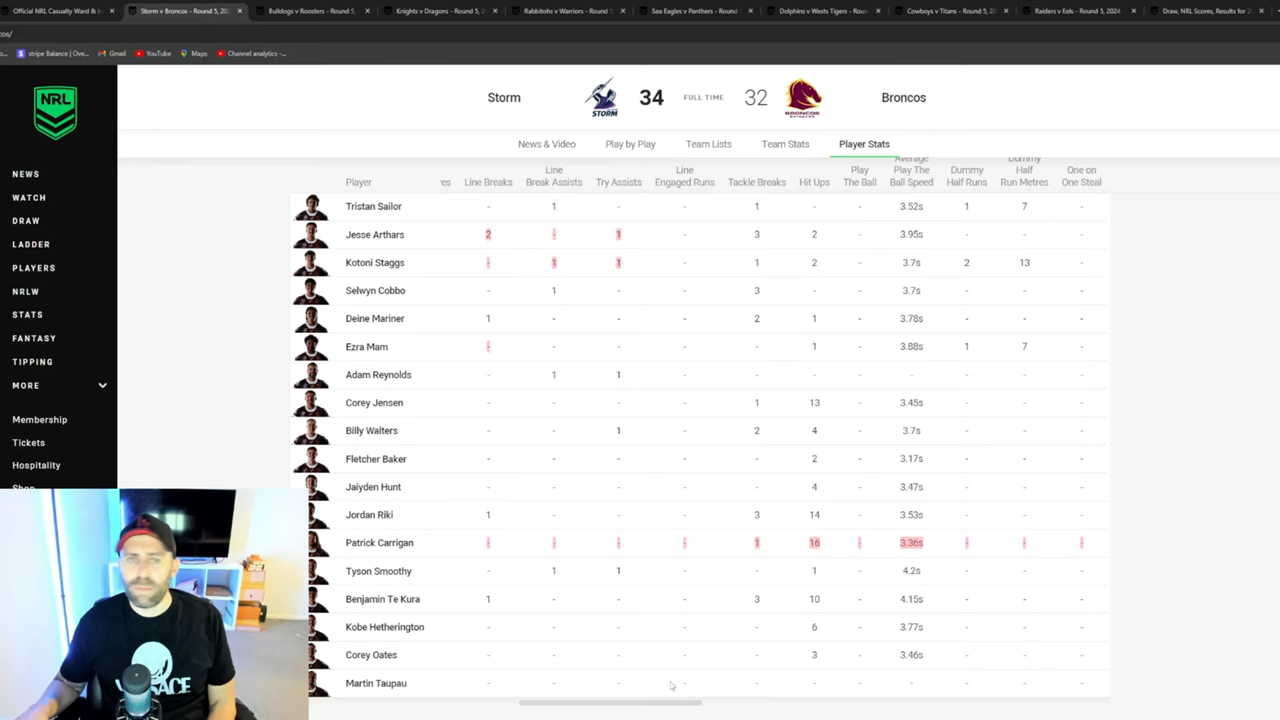 Official NRL Casualty Ward & In
Storm v Broncos - Round 5, 202
Bulldogs v Roosters - Round 5,
Knights v Dragons - Round 5, 20
Rabbitohs v Warriors - Round 5,
Sea Eagles v Panthers - Round 5
Dolphins v Wests Tigers - Roun
Cowboys v Titans - Round 5, 20
Raiders v Eels - Round 5, 2024
Draw, NRL Scores, Results for 2
os/
stripe Balance | Ove...
Gmail
YouTube
Maps
Channel analytics -...
NRL
NEWS
WATCH
DRAW
LADDER
PLAYERS
NRLW
STATS
FANTASY
TIPPING
MORE
Membership
Tickets
Hospitality
Shop
Storm
STORM
34
FULL TIME
32
BRONCOS
Broncos
News & Video Play by Play Team Lists Team Stats Player Stats
Player res Line Breaks Line Break Assists Try Assists Line Engaged Runs Tackle Breaks Hit Ups Play The Ball Average Play The Ball Speed Dummy Half Runs Dummy Half Run Metres One on One Steal
Tristan Sailor - 1 - - 1 - - 3.52s 1 7 -
Jesse Arthars 2 - 1 - 3 2 - 3.95s - - -
Kotoni Staggs - 1 1 - 1 2 - 3.7s 2 13 -
Selwyn Cobbo - 1 - - 3 - - 3.7s - - -
Deine Mariner 1 - - - 2 1 - 3.78s - - -
Ezra Mam - - - - - 1 - 3.88s 1 7 -
Adam Reynolds - 1 1 - - - - - - - -
Corey Jensen - - - - 1 13 - 3.45s - - -
Billy Walters - - 1 - 2 4 - 3.7s - - -
Fletcher Baker - - - - - 2 - 3.17s - - -
Jaiyden Hunt - - - - - 4 - 3.47s - - -
Jordan Riki 1 - - - 3 14 - 3.53s - - -
Patrick Carrigan - - - - 1 16 - 3.36s - - -
Tyson Smoothy - 1 1 - - 1 - 4.2s - - -
Benjamin Te Kura 1 - - - 3 10 - 4.15s - - -
Kobe Hetherington - - - - - 6 - 3.77s - - -
Corey Oates - - - - - 3 - 3.46s - - -
Martin Taupau - - - - - - - - - - -